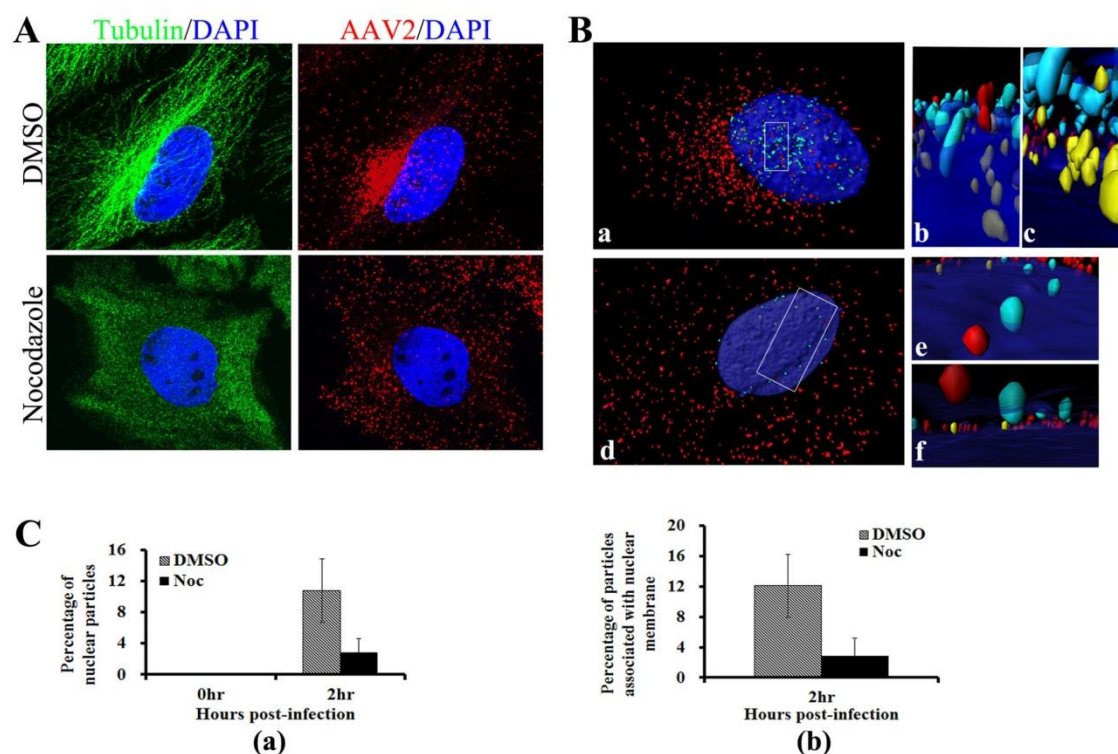 A
Tubulin/DAPI
AAV2/DAPI
DMSO
Nocodazole
B
a
b
c
d
e
f
C
Percentage of
nuclear particles
16
12
8
4
0
DMSO
Noc
0hr
2hr
Hours post-infection
(a)
Percentage of particles
associated with nuclear
membrane
20
16
12
8
4
0
DMSO
Noc
2hr
Hours post-infection
(b)